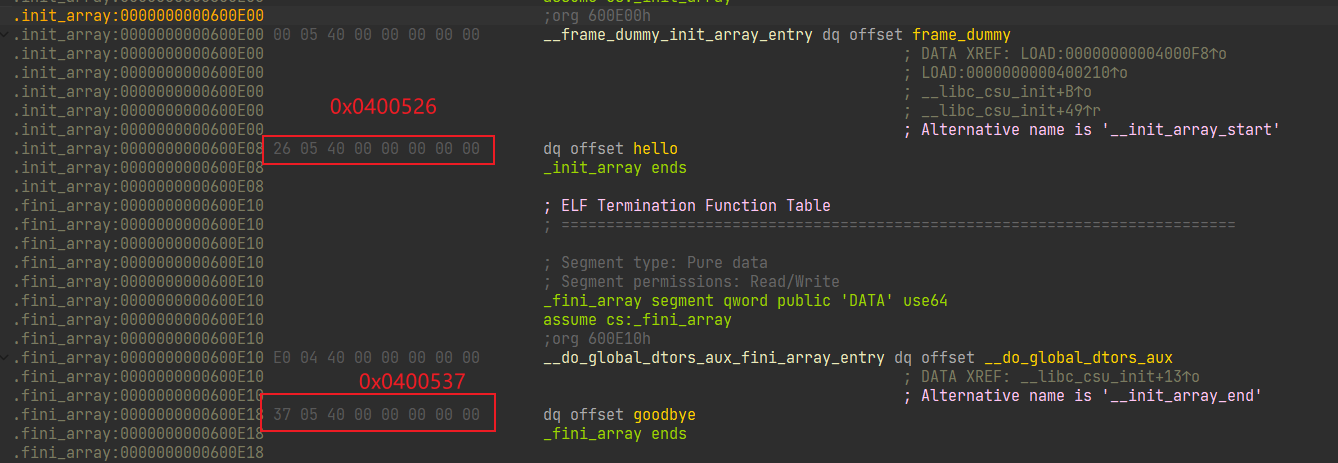 assume cs:_init_array
.init_array:0000000000600E00 ;org 600E00h
.init_array:0000000000600E00 00 05 40 00 00 00 00 00 __frame_dummy_init_array_entry dq offset frame_dummy
.init_array:0000000000600E00 ; DATA XREF: LOAD:00000000004000F8↑o
.init_array:0000000000600E00 ; LOAD:0000000000400210↑o
.init_array:0000000000600E00 ; __libc_csu_init+B↑o
0x0400526
.init_array:0000000000600E00 ; __libc_csu_init+49↑r
.init_array:0000000000600E00 ; Alternative name is '__init_array_start'
.init_array:0000000000600E08 26 05 40 00 00 00 00 00 dq offset hello
.init_array:0000000000600E08 _init_array ends
.init_array:0000000000600E08
.fini_array:0000000000600E10 ; ELF Termination Function Table
.fini_array:0000000000600E10 ; ===========================================================================
.fini_array:0000000000600E10
.fini_array:0000000000600E10 ; Segment type: Pure data
.fini_array:0000000000600E10 ; Segment permissions: Read/Write
.fini_array:0000000000600E10 _fini_array segment qword public 'DATA' use64
.fini_array:0000000000600E10 assume cs:_fini_array
.fini_array:0000000000600E10 ;org 600E10h
.fini_array:0000000000600E10 E0 04 40 00 00 00 00 00 __do_global_dtors_aux_fini_array_entry dq offset __do_global_dtors_aux
.fini_array:0000000000600E10 ; DATA XREF: __libc_csu_init+13↑o
0x0400537
.fini_array:0000000000600E10 ; Alternative name is '__init_array_end'
.fini_array:0000000000600E18 37 05 40 00 00 00 00 00 dq offset goodbye
.fini_array:0000000000600E18 _fini_array ends
.fini_array:0000000000600E18